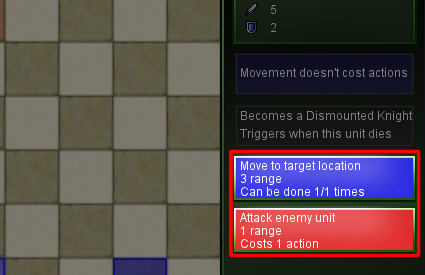 5
2
Movement doesn't cost actions
Becomes a Dismounted Knight
Triggers when this unit dies
Move to target location
3 range
Can be done 1/1 times
Attack enemy unit
1 range
Costs 1 action